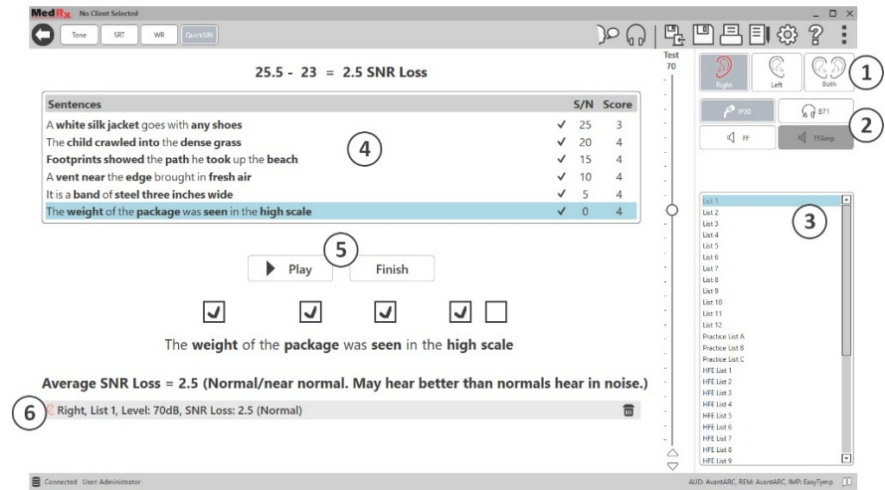 MedRx No Client Selected
Tone SRT WR QuickSIN
Test
70
25.5 - 23 = 2.5 SNR Loss
Right Left Both
1
Sentences S/N Score
A white silk jacket goes with any shoes ✓ 25 3
The child crawled into the dense grass ✓ 20 4
Footprints showed the path he took up the beach ✓ 15 4
A vent near the edge brought in fresh air ✓ 10 4
It is a band of steel three inches wide ✓ 5 4
The weight of the package was seen in the high scale ✓ 0 4
4
IP30 B71
FF FFAmp
2
List 1
List 2
List 3
List 4
List 5
List 6
List 7
List 8
List 9
List 10
List 11
List 12
Practice List A
Practice List B
Practice List C
HFE List 1
HFE List 2
HFE List 3
HFE List 4
HFE List 5
HFE List 6
HFE List 7
HFE List 8
HFE List 9
3
5
Play Finish
The weight of the package was seen in the high scale
Average SNR Loss = 2.5 (Normal/near normal. May hear better than normals hear in noise.)
6
Right, List 1, Level: 70dB, SNR Loss: 2.5 (Normal)
Connected User: Administrator
AUD: AvantARC, REM: AvantARC, IMP: EasyTymp